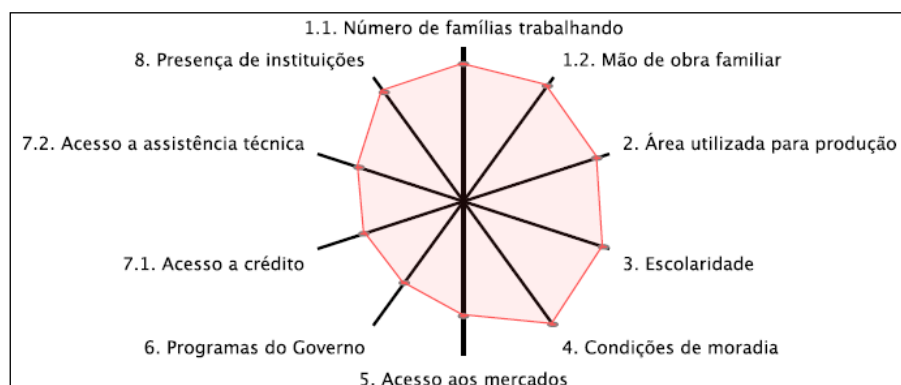 1.1. Número de famílias trabalhando
8. Presença de instituições
1.2. Mão de obra familiar
7.2. Acesso a assistência técnica
2. Área utilizada para produção
7.1. Acesso a crédito
3. Escolaridade
6. Programas do Governo
4. Condições de moradia
5. Acesso aos mercados